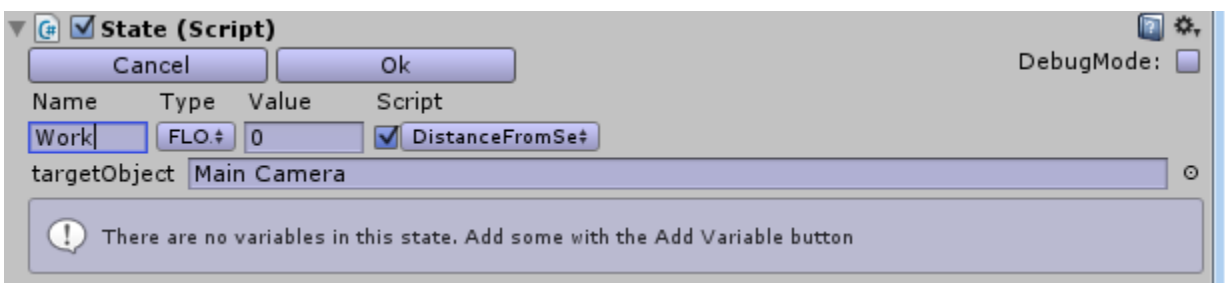 State (Script)
Cancel Ok DebugMode:
Name Type Value Script
Work FLO. 0 DistanceFromSe
targetObject Main Camera
There are no variables in this state. Add some with the Add Variable button